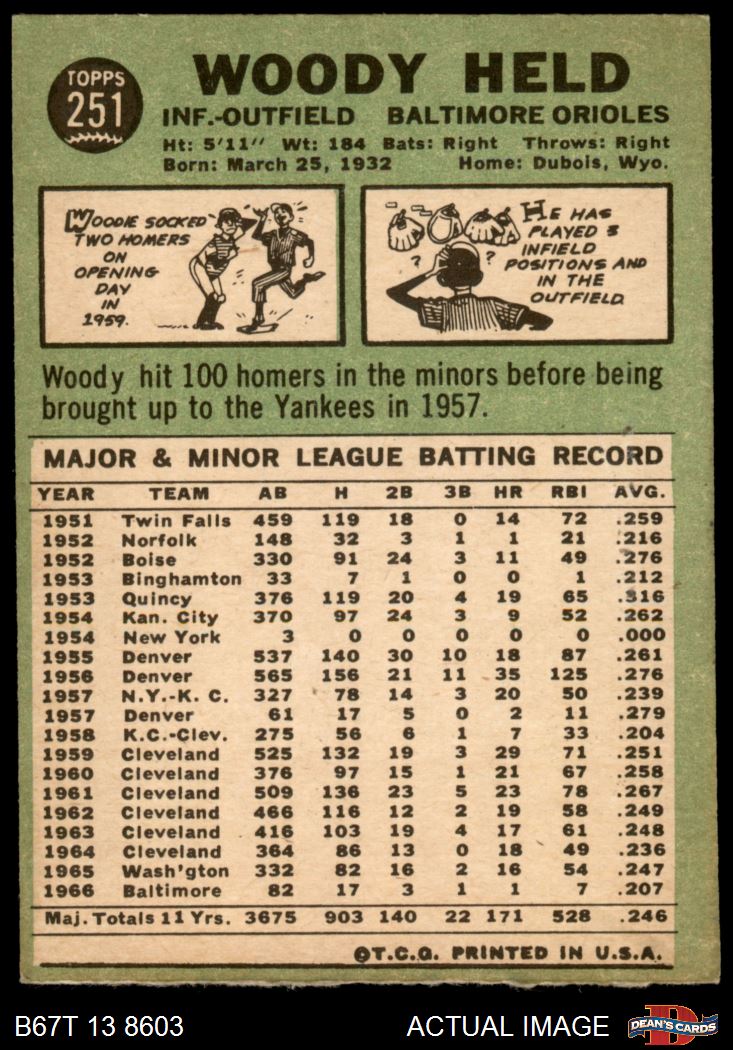 TOPPS
251
WOODY HELD
INF.-OUTFIELD BALTIMORE ORIOLES
Ht: 5'11" Wt: 184 Bats: Right Throws: Right
Born: March 25, 1932 Home: Dubois, Wyo.
WOODIE SOCKED
TWO HOMERS
ON
OPENING
DAY
IN
1959.
HE HAS
PLAYED 3
INFIELD
POSITIONS AND
IN THE
OUTFIELD.
? ?
Woody hit 100 homers in the minors before being
brought up to the Yankees in 1957.
MAJOR & MINOR LEAGUE BATTING RECORD
YEAR TEAM AB H 2B 3B HR RBI AVG.
1951 Twin Falls 459 119 18 0 14 72 .259
1952 Norfolk 148 32 3 1 1 21 .216
1952 Boise 330 91 24 3 11 49 .276
1953 Binghamton 33 7 1 0 0 1 .212
1953 Quincy 376 119 20 4 19 65 .316
1954 Kan. City 370 97 24 3 9 52 .262
1954 New York 3 0 0 0 0 0 .000
1955 Denver 537 140 30 10 18 87 .261
1956 Denver 565 156 21 11 35 125 .276
1957 N.Y.-K. C. 327 78 14 3 20 50 .239
1957 Denver 61 17 5 0 2 11 .279
1958 K.C.-Clev. 275 56 6 1 7 33 .204
1959 Cleveland 525 132 19 3 29 71 .251
1960 Cleveland 376 97 15 1 21 67 .258
1961 Cleveland 509 136 23 5 23 78 .267
1962 Cleveland 466 116 12 2 19 58 .249
1963 Cleveland 416 103 19 4 17 61 .248
1964 Cleveland 364 86 13 0 18 49 .236
1965 Wash'gton 332 82 16 2 16 54 .247
1966 Baltimore 82 17 3 1 1 7 .207
Maj. Totals 11 Yrs. 3675 903 140 22 171 528 .246
©T.C.G. PRINTED IN U.S.A.
B67T 13 8603 ACTUAL IMAGE D DEAN'S CARDS